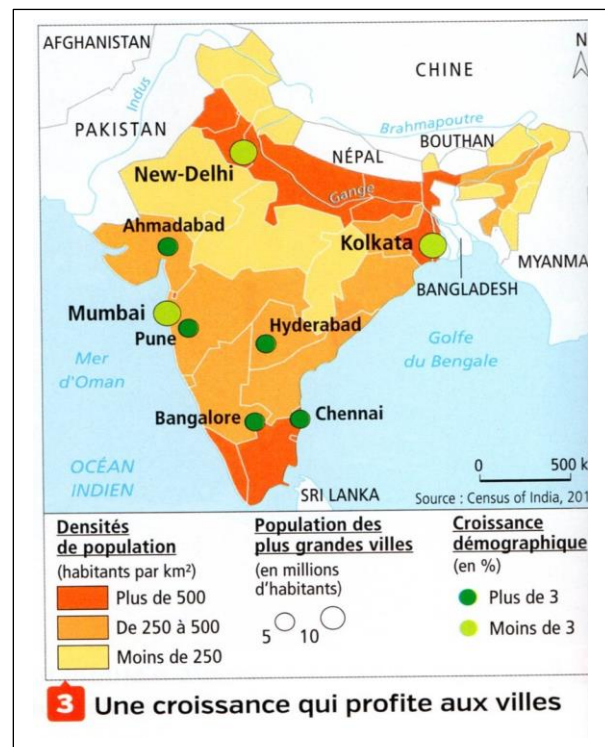 AFGHANISTAN
N
CHINE
Indus
PAKISTAN
Brahmapoutre
BOUTHAN
NÉPAL
New-Delhi
Gange
Ahmadabad
Kolkata
MYANMA
BANGLADESH
Mumbai
Pune
Hyderabad
Golfe
du Bengale
Mer
d'Oman
Bangalore
Chennai
OCÉAN
INDIEN
0 500 k
SRI LANKA
Source : Census of India, 201
Densités
de population
(habitants par km²)
Plus de 500
De 250 à 500
Moins de 250
Population des
plus grandes villes
(en millions
d'habitants)
5 10
Croissance
démographique
(en %)
Plus de 3
Moins de 3
3 Une croissance qui profite aux villes